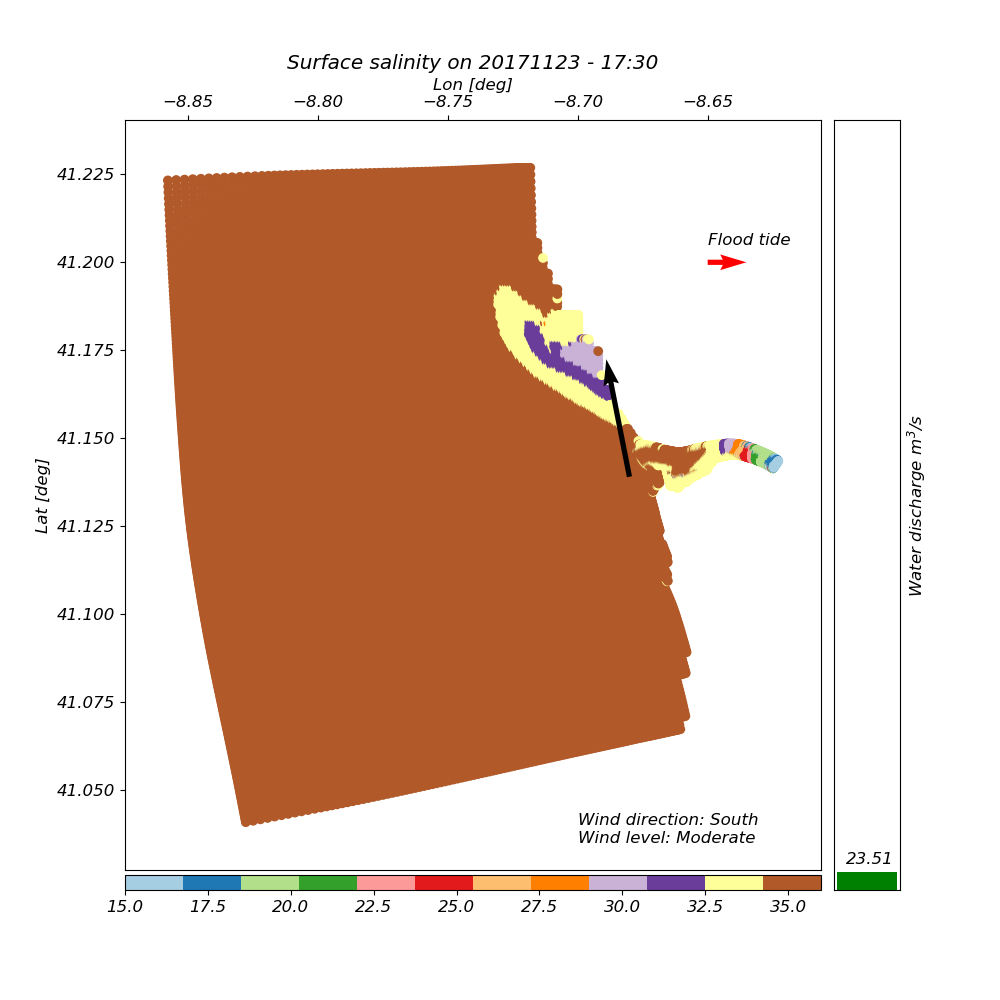 Surface salinity on 20171123 - 17:30
Lon [deg]
−8.85 −8.80 −8.75 −8.70 −8.65
41.225
41.200
41.175
41.150
41.125
41.100
41.075
41.050
Lat [deg]
Flood tide
Wind direction: South
Wind level: Moderate
15.0 17.5 20.0 22.5 25.0 27.5 30.0 32.5 35.0
23.51
Water discharge m³/s